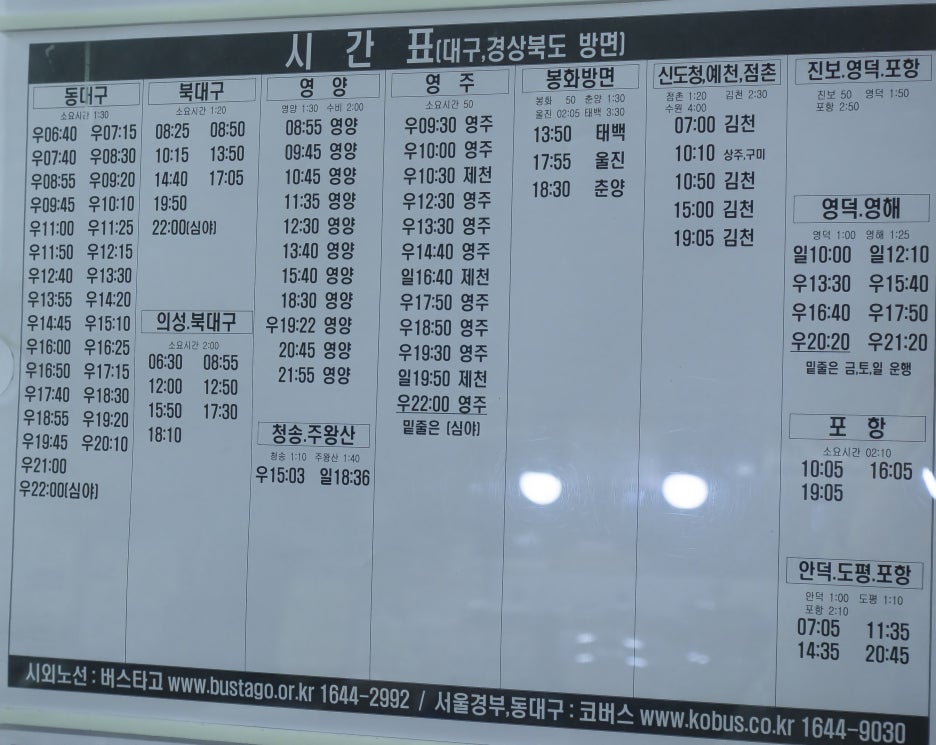 시 간 표(대구,경상북도 방면)
동대구
소요시간 1:30
우06:40 우07:15
우07:40 우08:30
우08:55 우09:20
우09:45 우10:10
우11:00 우11:25
우11:50 우12:15
우12:40 우13:30
우13:55 우14:20
우14:45 우15:10
우16:00 우16:25
우16:50 우17:15
우17:40 우18:30
우18:55 우19:20
우19:45 우20:10
우21:00
우22:00(심야)
북대구
소요시간 1:20
08:25 08:50
10:15 13:50
14:40 17:05
19:50
22:00(심야)
의성.북대구
소요시간 2:00
06:30 08:55
12:00 12:50
15:50 17:30
18:10
영 양
영양 1:30 수비 2:00
08:55 영양
09:45 영양
10:45 영양
11:35 영양
12:30 영양
13:40 영양
15:40 영양
18:30 영양
우19:22 영양
20:45 영양
21:55 영양
청송.주왕산
청송 1:10 주왕산 1:40
우15:03 일18:36
영 주
소요시간 50
우09:30 영주
우10:00 영주
우10:30 제천
우12:30 영주
우13:30 영주
우14:40 영주
일16:40 제천
우17:50 영주
우18:50 영주
우19:30 영주
일19:50 제천
우22:00 영주
밑줄은 (심야)
봉화방면
봉화 50 춘양 1:30
울진 02:05 태백 3:30
13:50 태백
17:55 울진
18:30 춘양
신도청,예천,점촌
점촌 1:20 김천 2:30
수원 4:00
07:00 김천
10:10 상주,구미
10:50 김천
15:00 김천
19:05 김천
진보.영덕.포항
진보 50 영덕 1:50
포항 2:50
영덕.영해
영덕 1:00 영해 1:25
일10:00 일12:10
우13:30 우15:40
우16:40 우17:50
우20:20 우21:20
밑줄은 금,토,일 운행
포 항
소요시간 02:10
10:05 16:05
19:05
안덕.도평.포항
안덕 1:00 도평 1:10
포항 2:10
07:05 11:35
14:35 20:45
시외노선 : 버스타고 www.bustago.or.kr 1644-2992 / 서울경부,동대구 : 코버스 www.kobus.co.kr 1644-9030